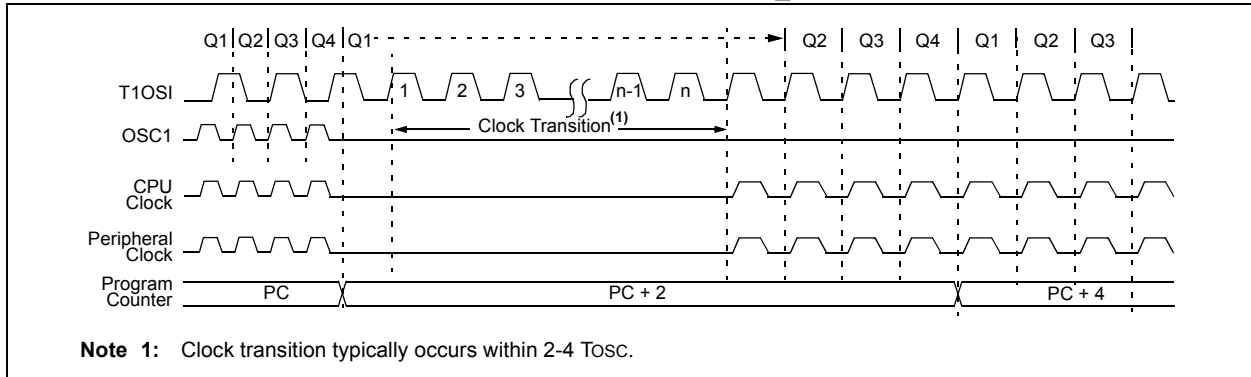 Q1 Q2 Q3 Q4 Q1 Q2 Q3 Q4 Q1 Q2 Q3
T1OSI 1 2 3 n-1 n
Clock Transition(1)
OSC1
CPU
Clock
Peripheral
Clock
Program
Counter PC PC + 2 PC + 4
Note 1: Clock transition typically occurs within 2-4 TOSC.